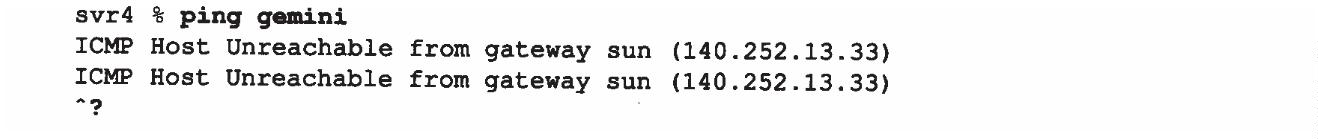 svr4 % ping gemini
ICMP Host Unreachable from gateway sun (140.252.13.33)
ICMP Host Unreachable from gateway sun (140.252.13.33)
^?